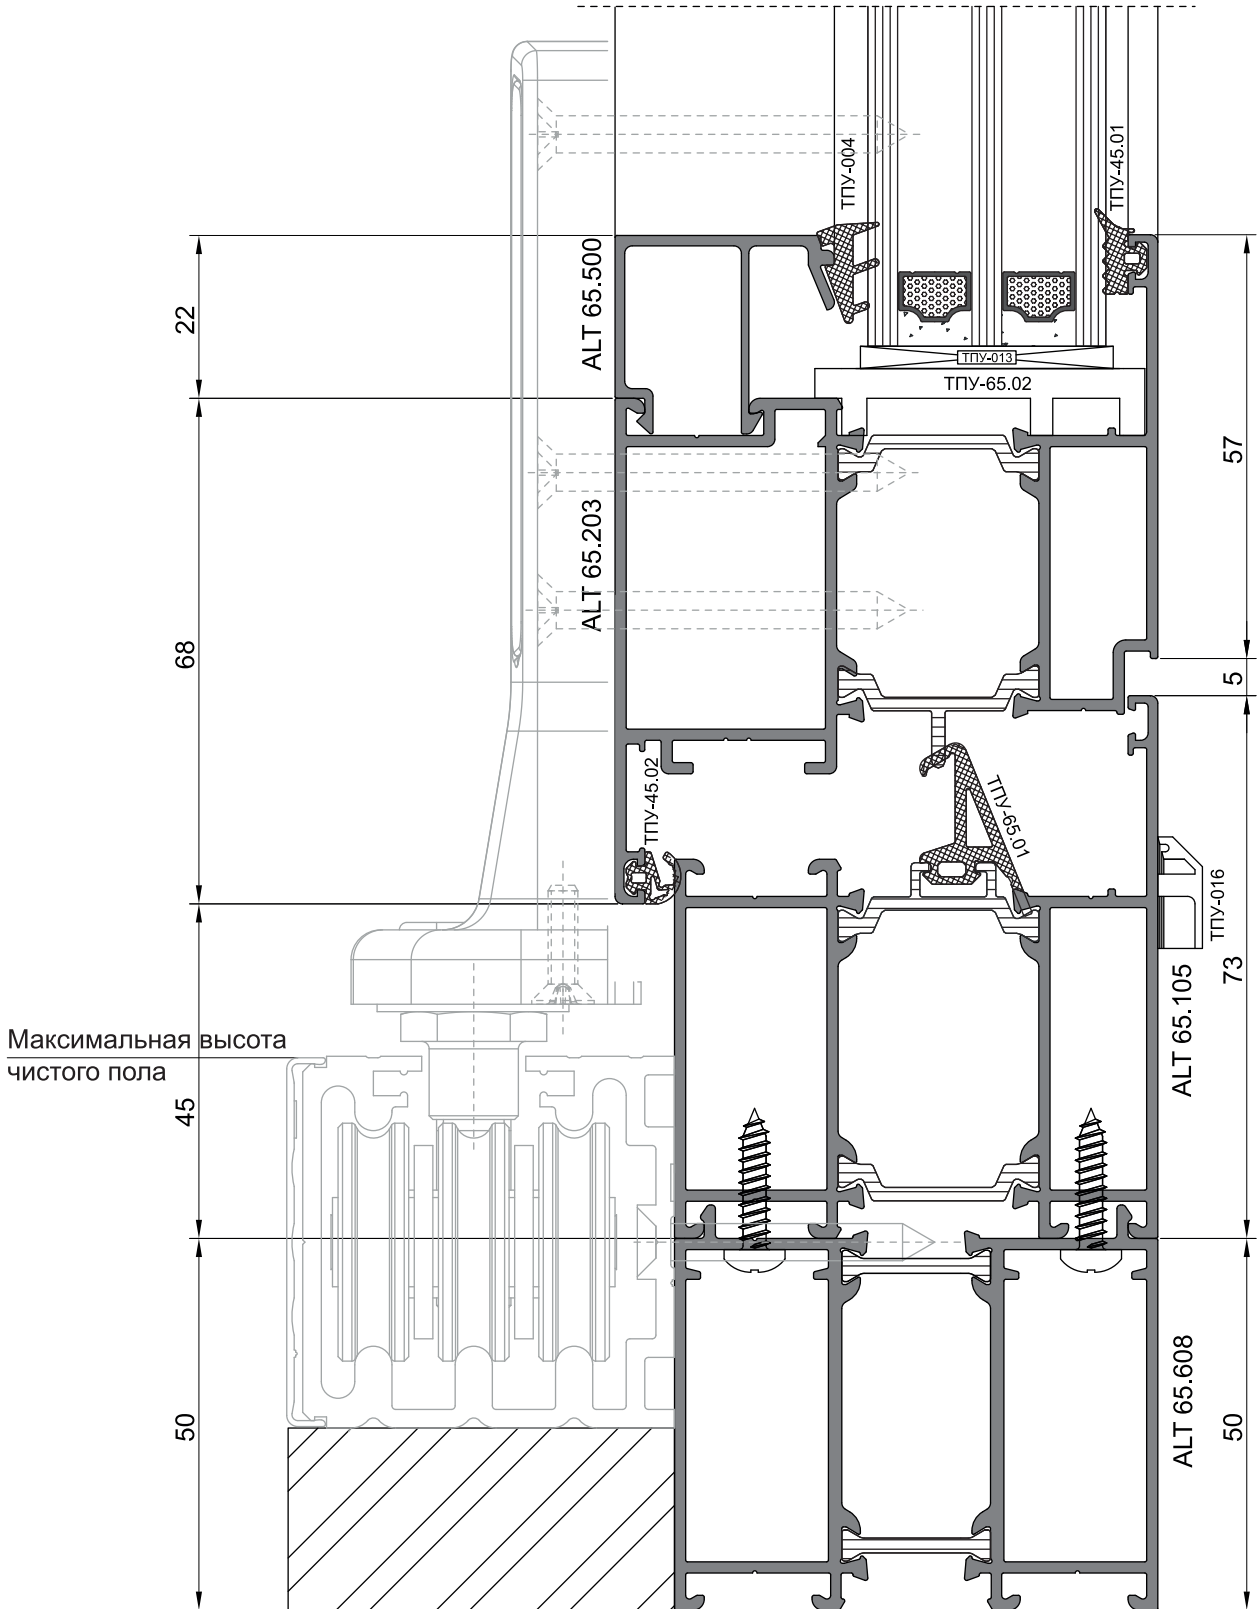 ТПУ-004
ТПУ-45.01
22
ALT 65.500
ТПУ-013
ТПУ-65.02
57
68
ALT 65.203
5
ТПУ-45.02
ТПУ-65.01
ТПУ-016
73
Максимальная высота
чистого пола
45
ALT 65.105
50
ALT 65.608
50